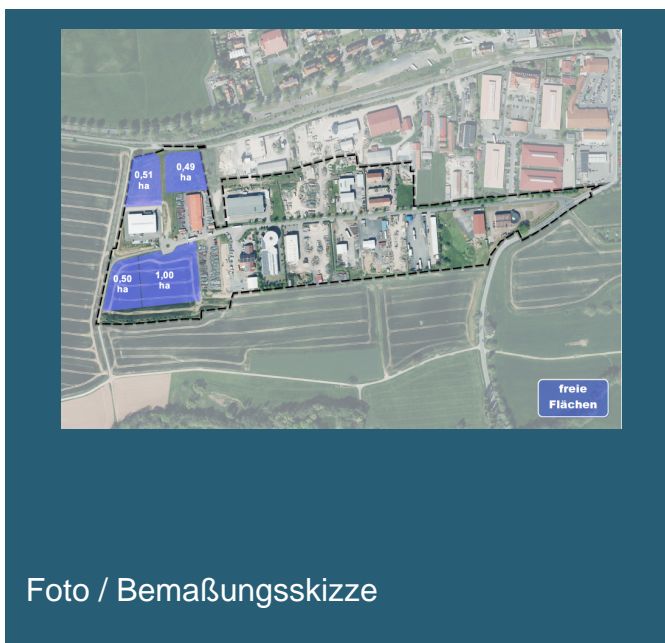 0,51
ha
0,49
ha
0,50
ha
1,00
ha
freie
Flächen
Foto / Bemaßungsskizze